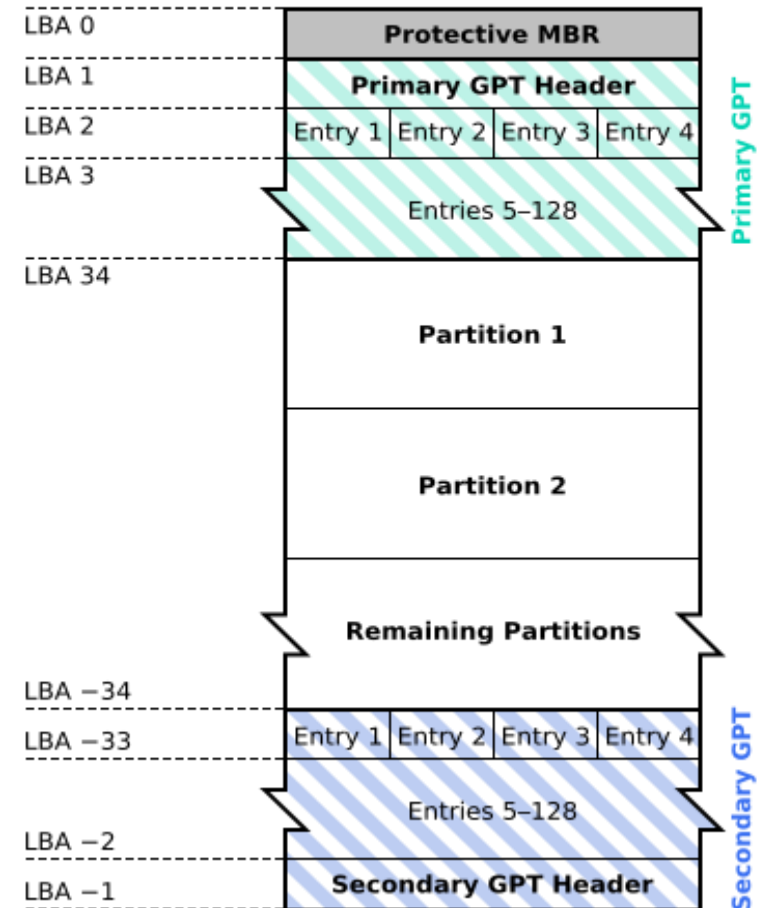 LBA 0
Protective MBR
LBA 1
Primary GPT Header
LBA 2
Entry 1 Entry 2 Entry 3 Entry 4
LBA 3
Entries 5–128
Primary GPT
LBA 34
Partition 1
Partition 2
Remaining Partitions
LBA −34
LBA −33
Entry 1 Entry 2 Entry 3 Entry 4
Entries 5–128
LBA −2
Secondary GPT Header
LBA −1
Secondary GPT